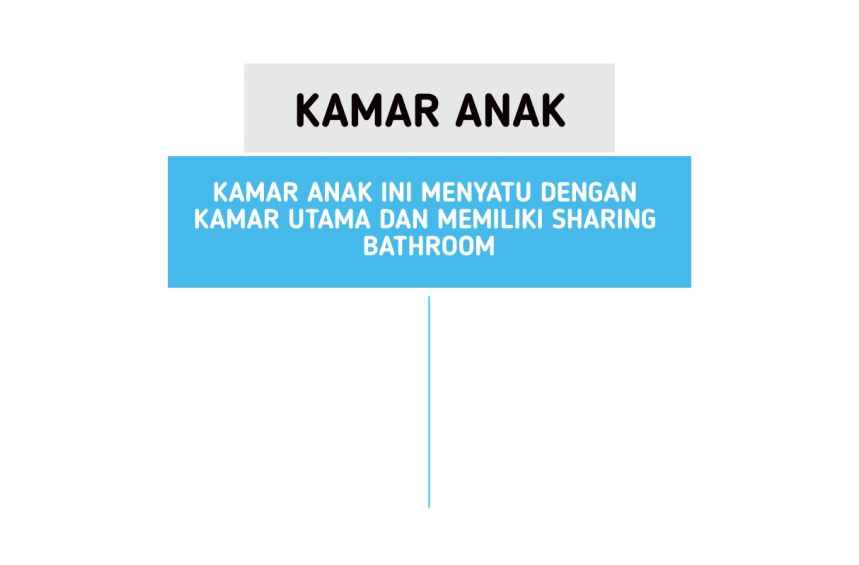 KAMAR ANAK
KAMAR ANAK INI MENYATU DENGAN
KAMAR UTAMA DAN MEMILIKI SHARING
BATHROOM